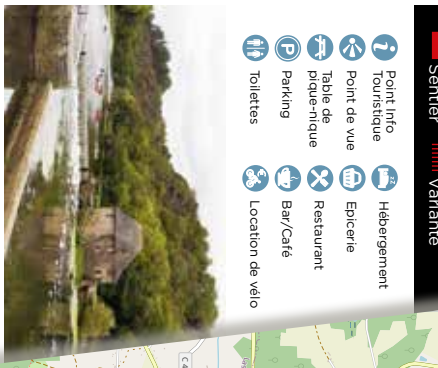 Sentier Variante
Point Info
Touristique
Point de vue
Table de
pique-nique
Parking
Toilettes
Hébergement
Epicerie
Restaurant
Bar/Café
Location de vélo
C 4